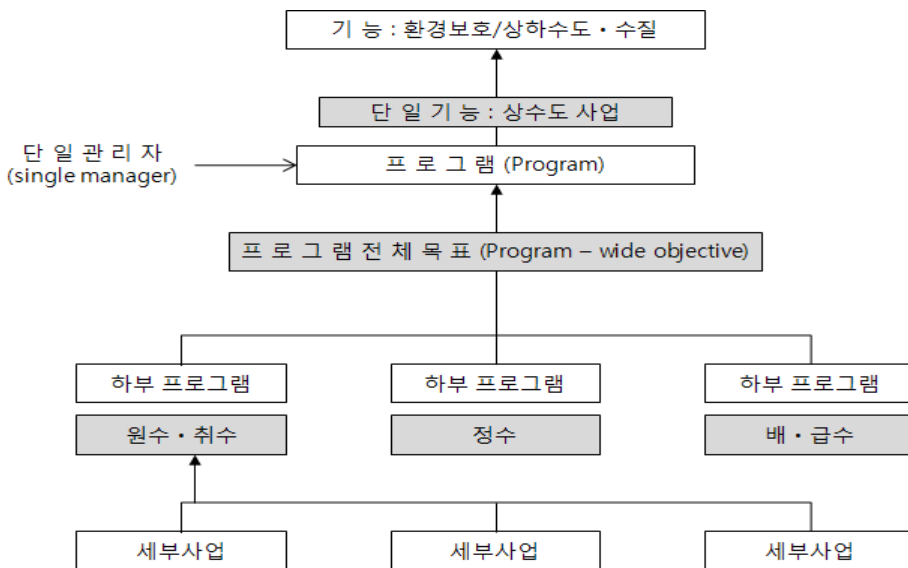 기 능 : 환경보호/상하수도・수질
단 일 기 능 : 상수도 사업
단 일 관 리 자
(single manager)
프 로 그 램 (Program)
프 로 그 램 전 체 목 표 (Program – wide objective)
하부 프로그램
하부 프로그램
하부 프로그램
원수・취수
정수
배・급수
세부사업
세부사업
세부사업